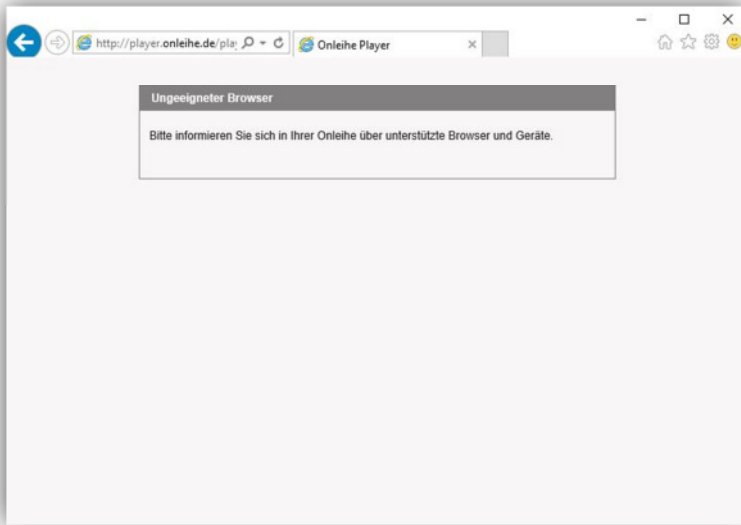 http://player.onleihe.de/pla
Onleihe Player
Ungeeigneter Browser
Bitte informieren Sie sich in Ihrer Onleihe über unterstützte Browser und Geräte.